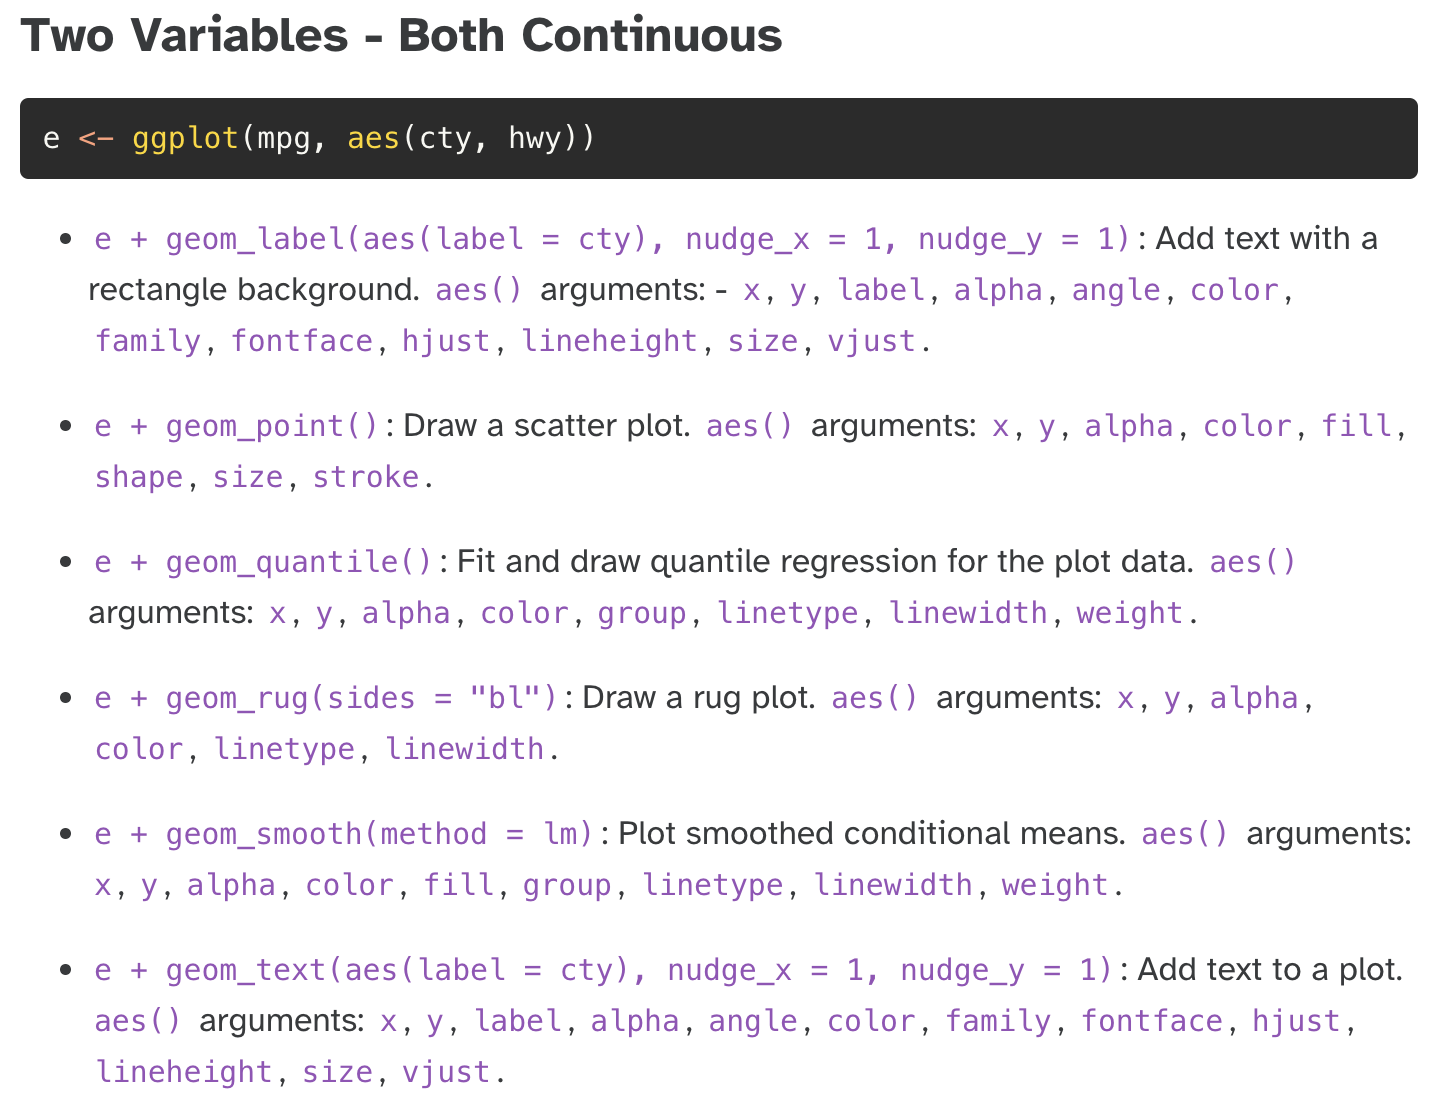 Two Variables - Both Continuous
e <- ggplot(mpg, aes(cty, hwy))
• e + geom_label(aes(label = cty), nudge_x = 1, nudge_y = 1): Add text with a
rectangle background. aes() arguments: - x, y, label, alpha, angle, color,
family, fontface, hjust, lineheight, size, vjust.
• e + geom_point(): Draw a scatter plot. aes() arguments: x, y, alpha, color, fill,
shape, size, stroke.
• e + geom_quantile(): Fit and draw quantile regression for the plot data. aes()
arguments: x, y, alpha, color, group, linetype, linewidth, weight.
• e + geom_rug(sides = "bl"): Draw a rug plot. aes() arguments: x, y, alpha,
color, linetype, linewidth.
• e + geom_smooth(method = lm): Plot smoothed conditional means. aes() arguments:
x, y, alpha, color, fill, group, linetype, linewidth, weight.
• e + geom_text(aes(label = cty), nudge_x = 1, nudge_y = 1): Add text to a plot.
aes() arguments: x, y, label, alpha, angle, color, family, fontface, hjust,
lineheight, size, vjust.